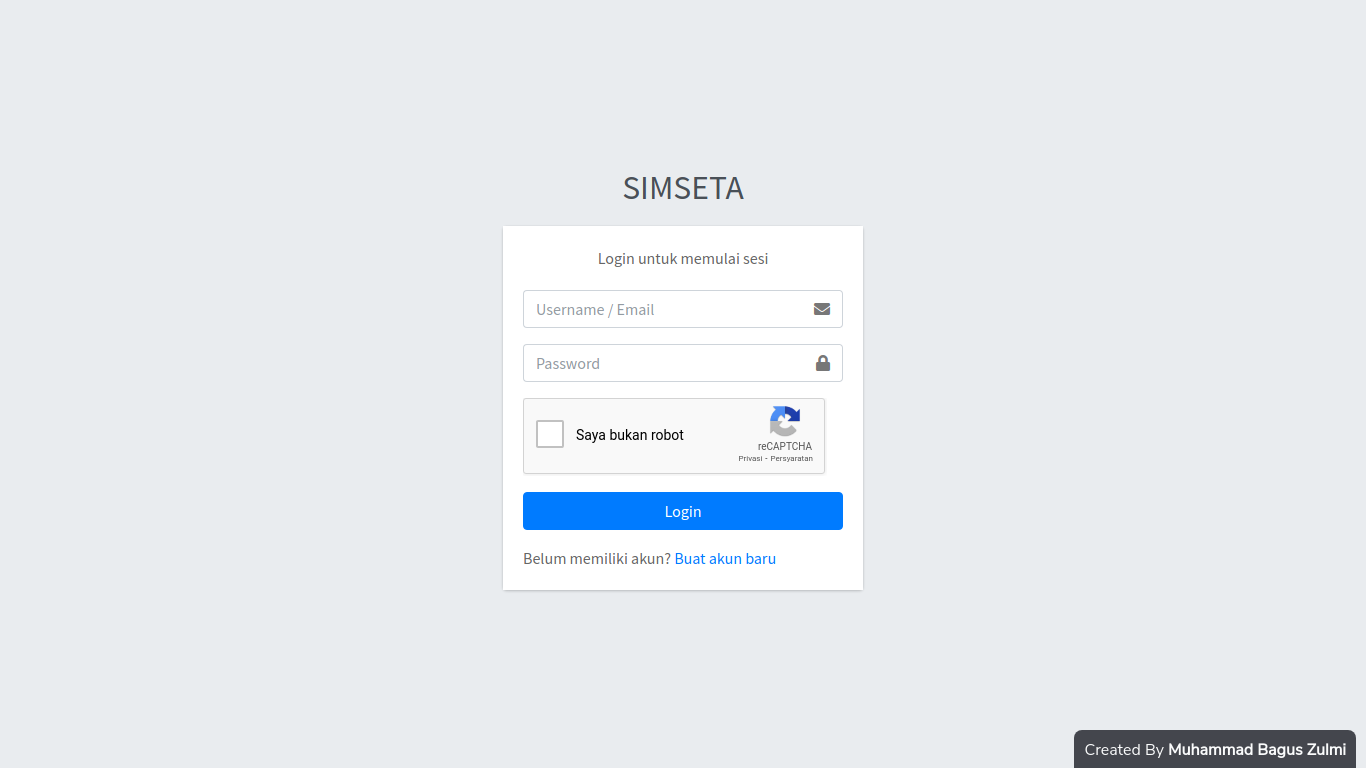 SIMSETA
Login untuk memulai sesi
Username / Email
Password
Saya bukan robot
reCAPTCHA
Privasi - Persyaratan
Login
Belum memiliki akun? Buat akun baru
Created By Muhammad Bagus Zulmi